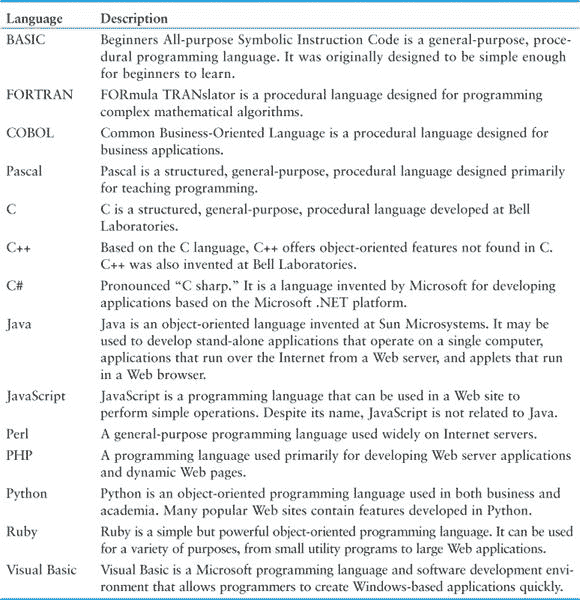 Language Description
BASIC Beginners All-purpose Symbolic Instruction Code is a general-purpose, proce-
dural programming language. It was originally designed to be simple enough
for beginners to learn.
FORTRAN FORmula TRANslator is a procedural language designed for programming
complex mathematical algorithms.
COBOL Common Business-Oriented Language is a procedural language designed for
business applications.
Pascal Pascal is a structured, general-purpose, procedural language designed primarily
for teaching programming.
C C is a structured, general-purpose, procedural language developed at Bell
Laboratories.
C++ Based on the C language, C++ offers object-oriented features not found in C.
C++ was also invented at Bell Laboratories.
C# Pronounced “C sharp.” It is a language invented by Microsoft for developing
applications based on the Microsoft .NET platform.
Java Java is an object-oriented language invented at Sun Microsystems. It may be
used to develop stand-alone applications that operate on a single computer,
applications that run over the Internet from a Web server, and applets that run
in a Web browser.
JavaScript JavaScript is a programming language that can be used in a Web site to
perform simple operations. Despite its name, JavaScript is not related to Java.
Perl A general-purpose programming language used widely on Internet servers.
PHP A programming language used primarily for developing Web server applications
and dynamic Web pages.
Python Python is an object-oriented programming language used in both business and
academia. Many popular Web sites contain features developed in Python.
Ruby Ruby is a simple but powerful object-oriented programming language. It can be used
for a variety of purposes, from small utility programs to large Web applications.
Visual Basic Visual Basic is a Microsoft programming language and software development envi-
ronment that allows programmers to create Windows-based applications quickly.